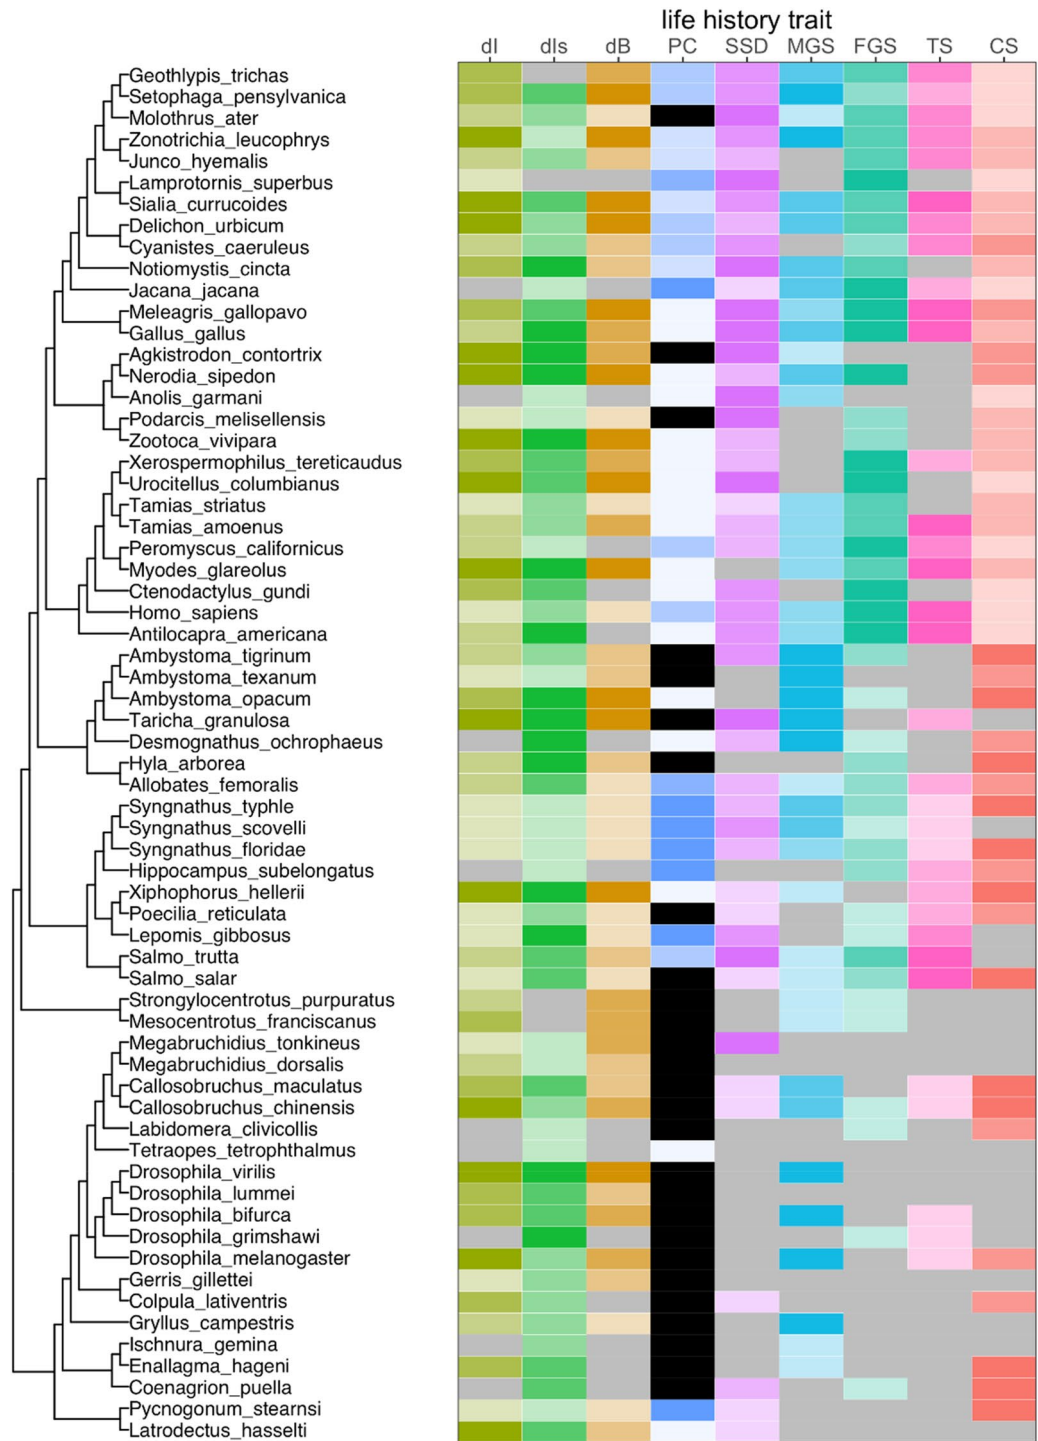 life history trait
dI dIs dB PC SSD MGS FGS TS CS
Geothlypis_trichas
Setophaga_pensylvanica
Molothrus_ater
Zonotrichia_leucophrys
Junco_hyemalis
Lamprotornis_superbus
Sialia_currucoides
Delichon_urbicum
Cyanistes_caeruleus
Notiomystis_cincta
Jacana_jacana
Meleagris_gallopavo
Gallus_gallus
Agkistrodon_contortrix
Nerodia_sipedon
Anolis_garmani
Podarcis_melisellensis
Zootoca_vivipara
Xerospermophilus_tereticaudus
Urocitellus_columbianus
Tamias_striatus
Tamias_amoenus
Peromyscus_californicus
Myodes_glareolus
Ctenodactylus_gundi
Homo_sapiens
Antilocapra_americana
Ambystoma_tigrinum
Ambystoma_texanum
Ambystoma_opacum
Taricha_granulosa
Desmognathus_ochrophaeus
Hyla_arborea
Allobates_femoralis
Syngnathus_typhle
Syngnathus_scovelli
Syngnathus_floridae
Hippocampus_subelongatus
Xiphophorus_hellerii
Poecilia_reticulata
Lepomis_gibbosus
Salmo_trutta
Salmo_salar
Strongylocentrotus_purpuratus
Mesocentrotus_franciscanus
Megabruchidius_tonkineus
Megabruchidius_dorsalis
Callosobruchus_maculatus
Callosobruchus_chinensis
Labidomera_clivicollis
Tetraopes_tetrophthalmus
Drosophila_virilis
Drosophila_lummei
Drosophila_bifurca
Drosophila_grimshawi
Drosophila_melanogaster
Gerris_gillettei
Colpula_lativentris
Gryllus_campestris
Ischnura_gemina
Enallagma_hageni
Coenagrion_puella
Pycnogonum_stearnsi
Latrodectus_hasselti